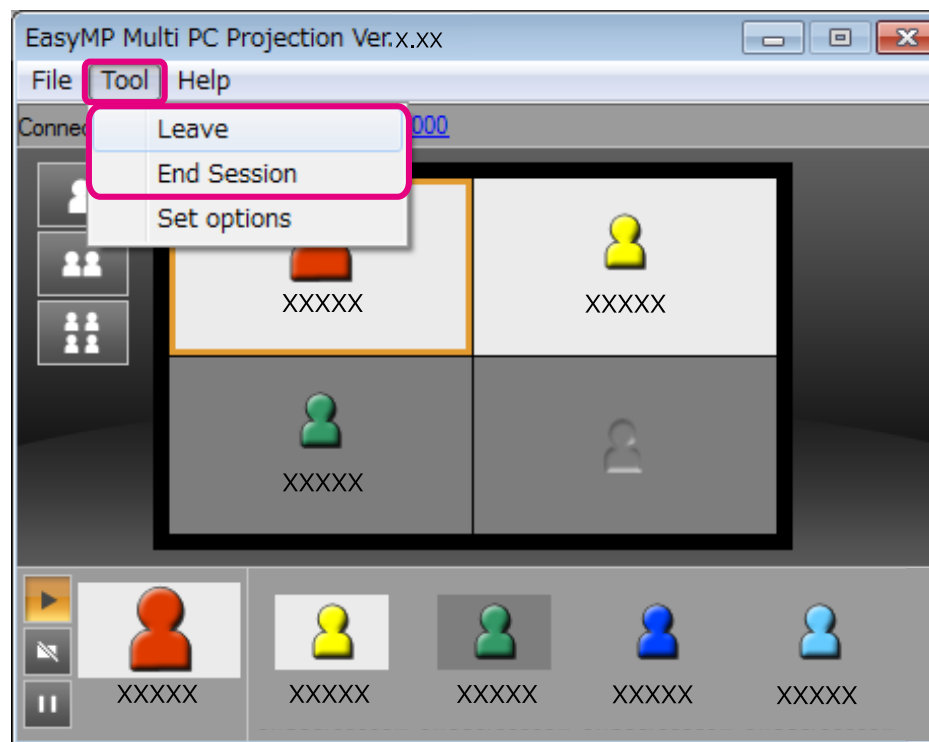 EasyMP Multi PC Projection Ver.x.xx
File Tool Help
Connec 000
Leave
End Session
Set options
XXXXX XXXXX
XXXXX
XXXXX XXXXX XXXXX XXXXX XXXXX